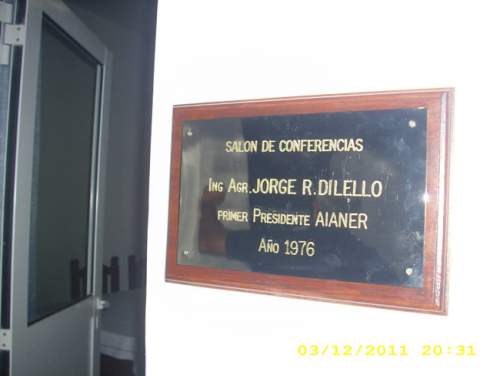 SALON DE CONFERENCIAS
ING AGR. JORGE R. DILELLO
PRIMER PRESIDENTE AIANER
AÑO 1976
03/12/2011 20:31